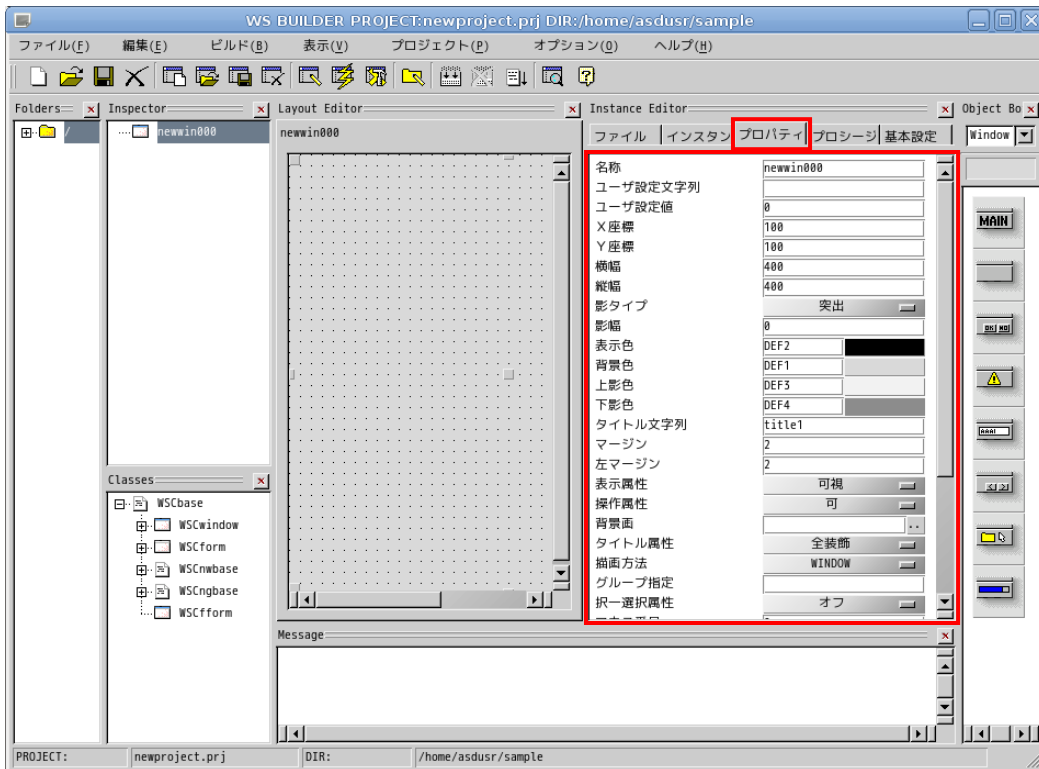 WS BUILDER PROJECT:newproject.prj DIR:/home/asdusr/sample
ファイル(F) 編集(E) ビルド(B) 表示(V) プロジェクト(P) オプション(O) ヘルプ(H)
Folders
/
Inspector
newwin000
Classes
WSCbase
WSCwindow
WSCform
WSCnwbase
WSCngbase
WSCfform
Layout Editor
newwin000
Instance Editor
ファイル インスタン プロパティ プロシージ 基本設定
名称 newwin000
ユーザ設定文字列
ユーザ設定値 0
X座標 100
Y座標 100
横幅 400
縦幅 400
影タイプ 突出
影幅 0
表示色 DEF2
背景色 DEF1
上影色 DEF3
下影色 DEF4
タイトル文字列 title1
マージン 2
左マージン 2
表示属性 可視
操作属性 可
背景画 ..
タイトル属性 全装飾
描画方法 WINDOW
グループ指定
択一選択属性 オフ
Object Bo
Window
MAIN
OK NO
Message
PROJECT: newproject.prj DIR: /home/asdusr/sample